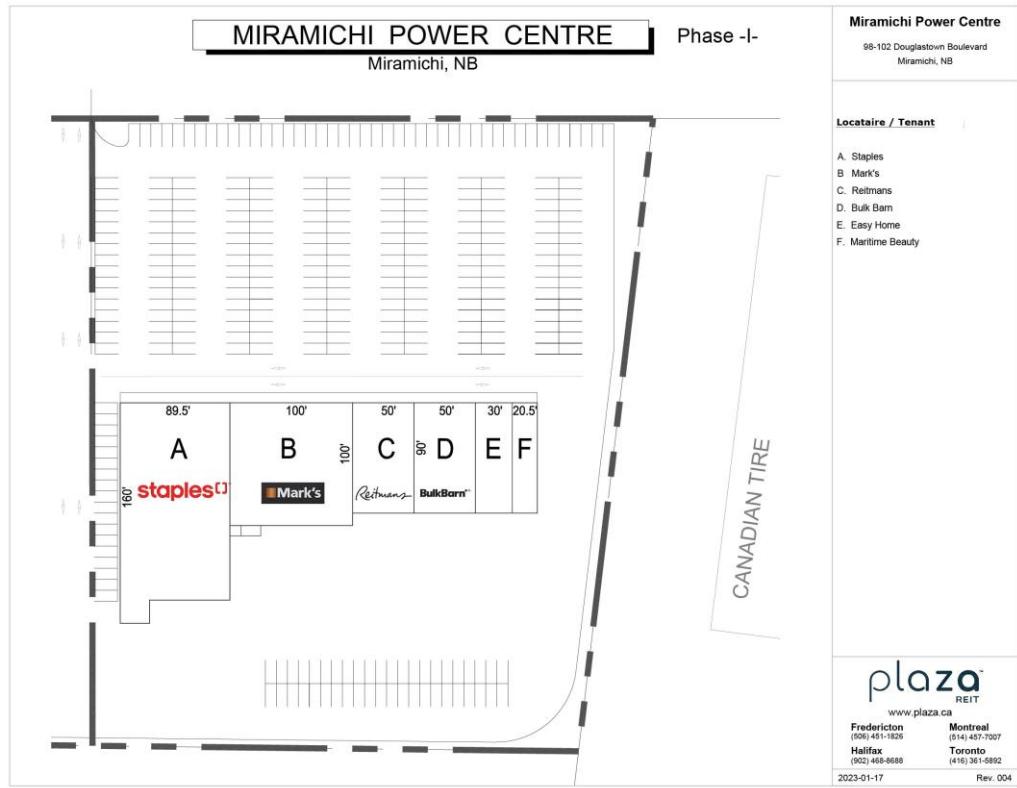 MIRAMICHI POWER CENTRE
Phase -I-
Miramichi, NB
89.5'
100'
50'
50'
30'
20.5'
A
B
C
D
E
F
100'
90'
160'
staples
Mark's
Reitmans
BulkBarn
CANADIAN TIRE
Miramichi Power Centre
98-102 Douglastown Boulevard
Miramichi, NB
Locataire / Tenant
A. Staples
B Mark's
C. Reitmans
D. Bulk Barn
E. Easy Home
F. Maritime Beauty
plaza
REIT
www.plaza.ca
Fredericton Montreal
(506) 451-1826 (514) 457-7007
Halifax Toronto
(902) 468-8688 (416) 361-5892
2023-01-17 Rev. 004